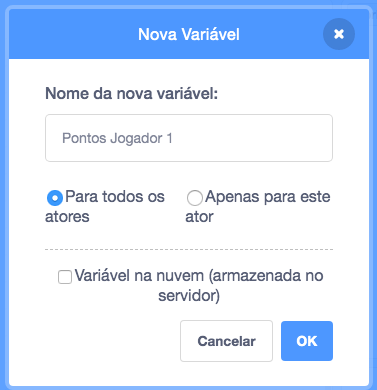 Nova Variável
Nome da nova variável:
Pontos Jogador 1
Para todos os
atores
Apenas para este
ator
Variável na nuvem (armazenada no
servidor)
Cancelar
OK